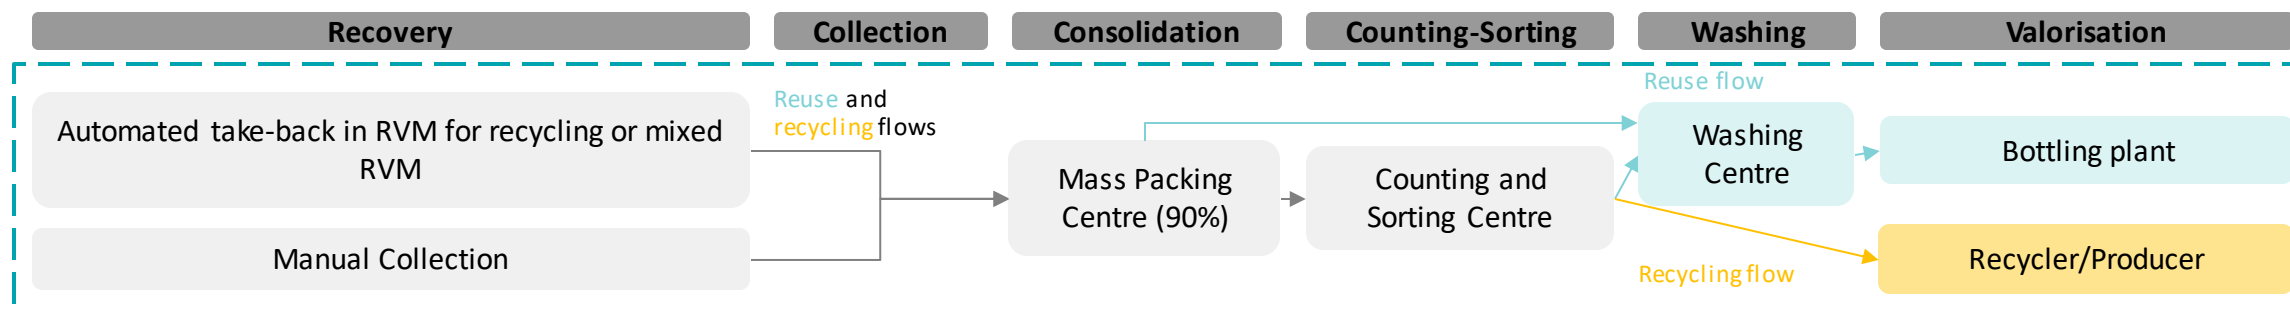 Recovery
Collection
Consolidation
Counting-Sorting
Washing
Valorisation
Automated take-back in RVM for recycling or mixed
RVM
Manual Collection
Reuse and
recycling flows
Mass Packing
Centre (90%)
Counting and
Sorting Centre
Reuse flow
Washing
Centre
Recycling flow
Bottling plant
Recycler/Producer